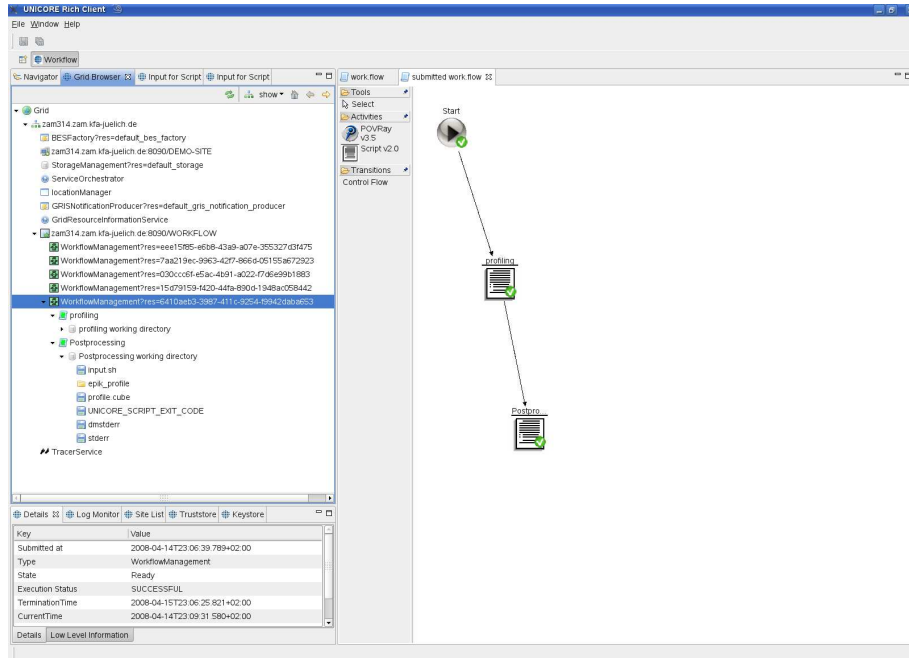 UNICORE Rich Client
File Window Help
Workflow
Navigator Grid Browser Input for Script Input for Script
show
Grid
zam314.zam.kfa-juelich.de
BESFactory?res=default_bes_factory
zam314.zam.kfa-juelich.de:8090/DEMO-SITE
StorageManagement?res=default_storage
ServiceOrchestrator
locationManager
GRISNotificationProducer?res=default_gris_notification_producer
GridResourceInformationService
zam314.zam.kfa-juelich.de:8090/WORKFLOW
WorkflowManagement?res=eee15f85-e6b8-43a9-a07e-355327d3f475
WorkflowManagement?res=7aa219ec-9963-42f7-866d-05155a672923
WorkflowManagement?res=030ccc6f-e5ac-4b91-a022-f7d6e99b1883
WorkflowManagement?res=15d79159-f420-44fa-890d-1948ac058442
WorkflowManagement?res=6410aeb3-3987-411c-9254-f9942daba653
profiling
profiling working directory
Postprocessing
Postprocessing working directory
input.sh
epik_profile
profile.cube
UNICORE_SCRIPT_EXIT_CODE
dmstderr
stderr
TracerService
Details Log Monitor Site List Truststore Keystore
Key Value
Submitted at 2008-04-14T23:06:39.789+02:00
Type WorkflowManagement
State Ready
Execution Status SUCCESSFUL
TerminationTime 2008-04-15T23:06:25.821+02:00
CurrentTime 2008-04-14T23:09:31.580+02:00
Details Low Level Information
work.flow submitted work.flow
Tools
Select
Activities
POVRay
v3.5
Script v2.0
Transitions
Control Flow
Start
profiling
Postpro...